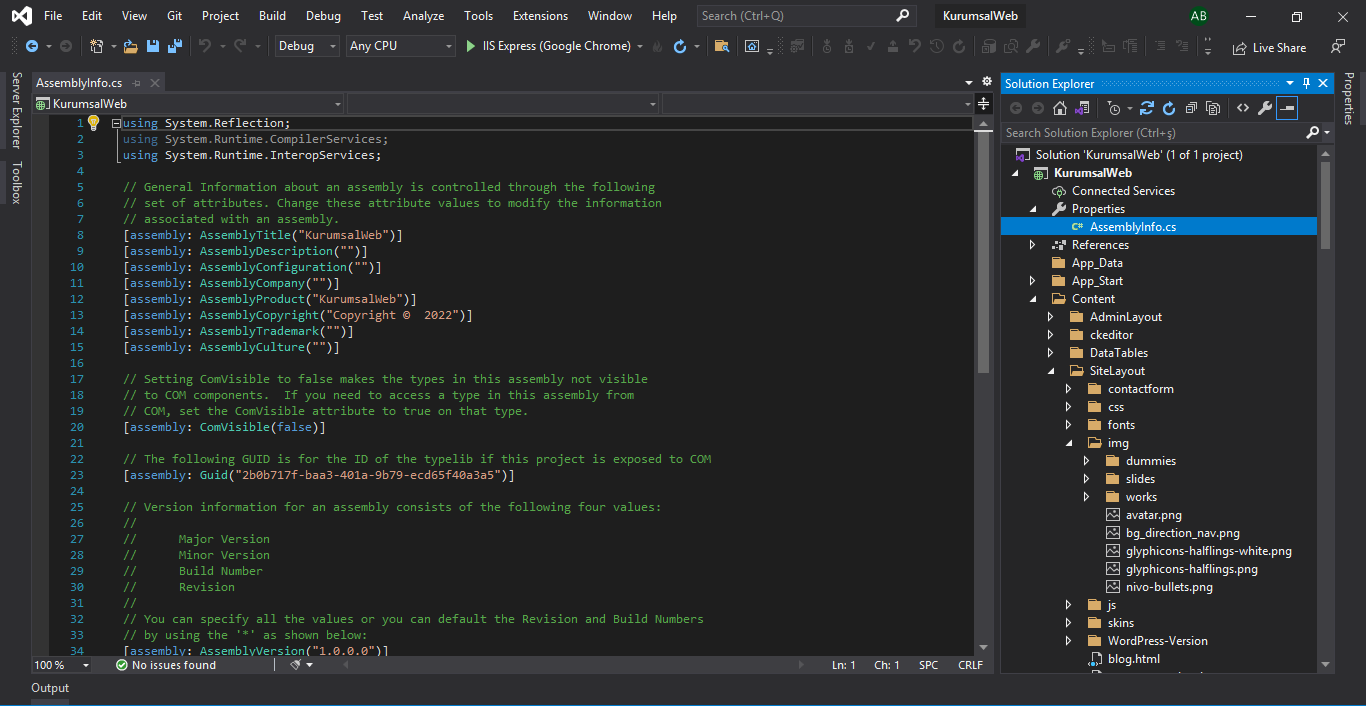 File Edit View Git Project Build Debug Test Analyze Tools Extensions Window Help Search (Ctrl+Q) KurumsalWeb AB
Debug Any CPU IIS Express (Google Chrome) Live Share
Server Explorer
Toolbox
AssemblyInfo.cs
KurumsalWeb
1 using System.Reflection;
2 using System.Runtime.CompilerServices;
3 using System.Runtime.InteropServices;
4
5 // General Information about an assembly is controlled through the following
6 // set of attributes. Change these attribute values to modify the information
7 // associated with an assembly.
8 [assembly: AssemblyTitle("KurumsalWeb")]
9 [assembly: AssemblyDescription("")]
10 [assembly: AssemblyConfiguration("")]
11 [assembly: AssemblyCompany("")]
12 [assembly: AssemblyProduct("KurumsalWeb")]
13 [assembly: AssemblyCopyright("Copyright ©  2022")]
14 [assembly: AssemblyTrademark("")]
15 [assembly: AssemblyCulture("")]
16
17 // Setting ComVisible to false makes the types in this assembly not visible
18 // to COM components.  If you need to access a type in this assembly from
19 // COM, set the ComVisible attribute to true on that type.
20 [assembly: ComVisible(false)]
21
22 // The following GUID is for the ID of the typelib if this project is exposed to COM
23 [assembly: Guid("2b0b717f-baa3-401a-9b79-ecd65f40a3a5")]
24
25 // Version information for an assembly consists of the following four values:
26 //
27 //      Major Version
28 //      Minor Version
29 //      Build Number
30 //      Revision
31 //
32 // You can specify all the values or you can default the Revision and Build Numbers
33 // by using the '*' as shown below:
34 [assembly: AssemblyVersion("1.0.0.0")]
100 % No issues found Ln: 1 Ch: 1 SPC CRLF
Output
Solution Explorer
Search Solution Explorer (Ctrl+ş)
Solution 'KurumsalWeb' (1 of 1 project)
KurumsalWeb
Connected Services
Properties
C# AssemblyInfo.cs
References
App_Data
App_Start
Content
AdminLayout
ckeditor
DataTables
SiteLayout
contactform
css
fonts
img
dummies
slides
works
avatar.png
bg_direction_nav.png
glyphicons-halflings-white.png
glyphicons-halflings.png
nivo-bullets.png
js
skins
WordPress-Version
blog.html
Properties